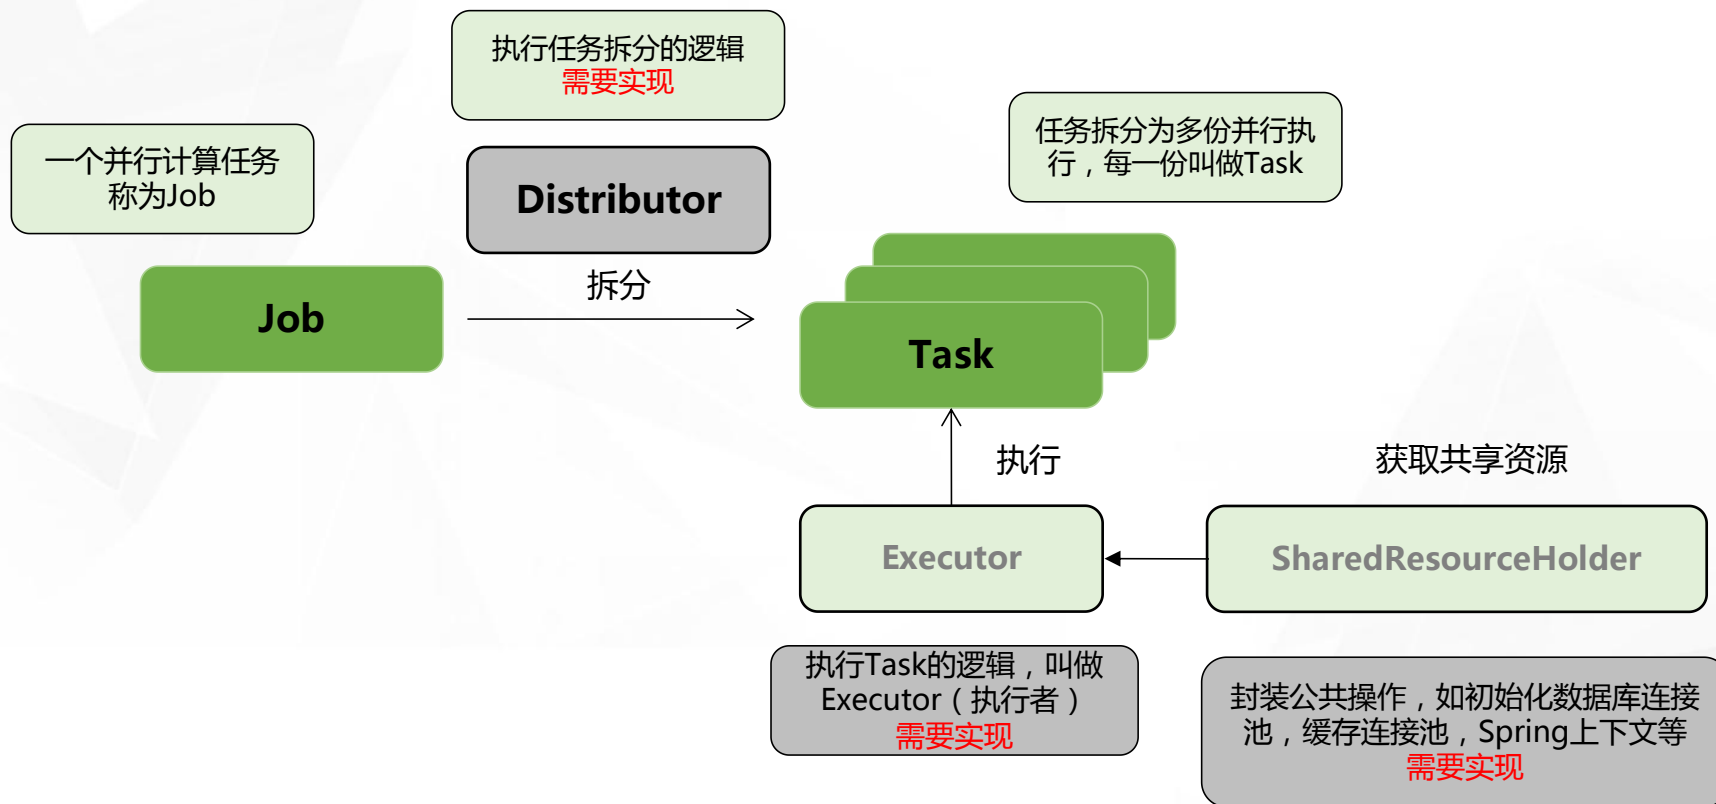 执行任务拆分的逻辑
需要实现
一个并行计算任务
称为Job
Distributor
任务拆分为多份并行执
行，每一份叫做Task
拆分
Job
Task
执行
获取共享资源
Executor
SharedResourceHolder
执行Task的逻辑，叫做
Executor（执行者）
需要实现
封装公共操作，如初始化数据库连接
池，缓存连接池，Spring上下文等
需要实现